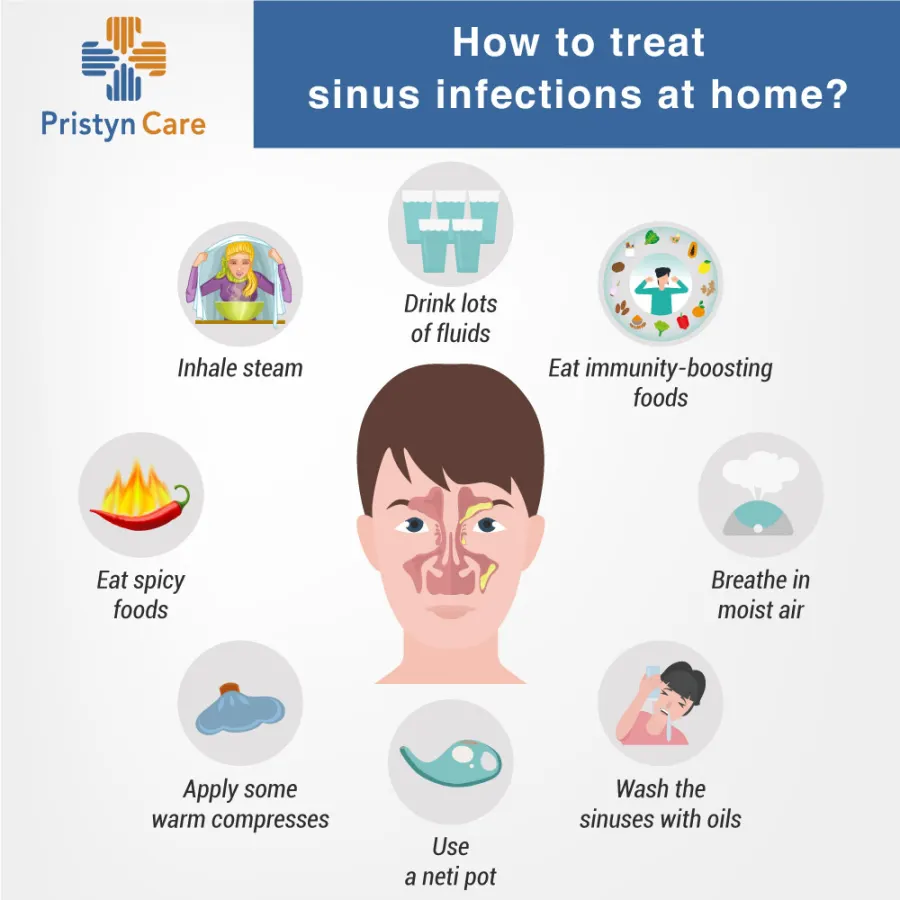 Pristyn Care
How to treat
sinus infections at home?
Drink lots
of fluids
Inhale steam
Eat immunity-boosting
foods
Eat spicy
foods
Breathe in
moist air
Apply some
warm compresses
Wash the
sinuses with oils
Use
a neti pot